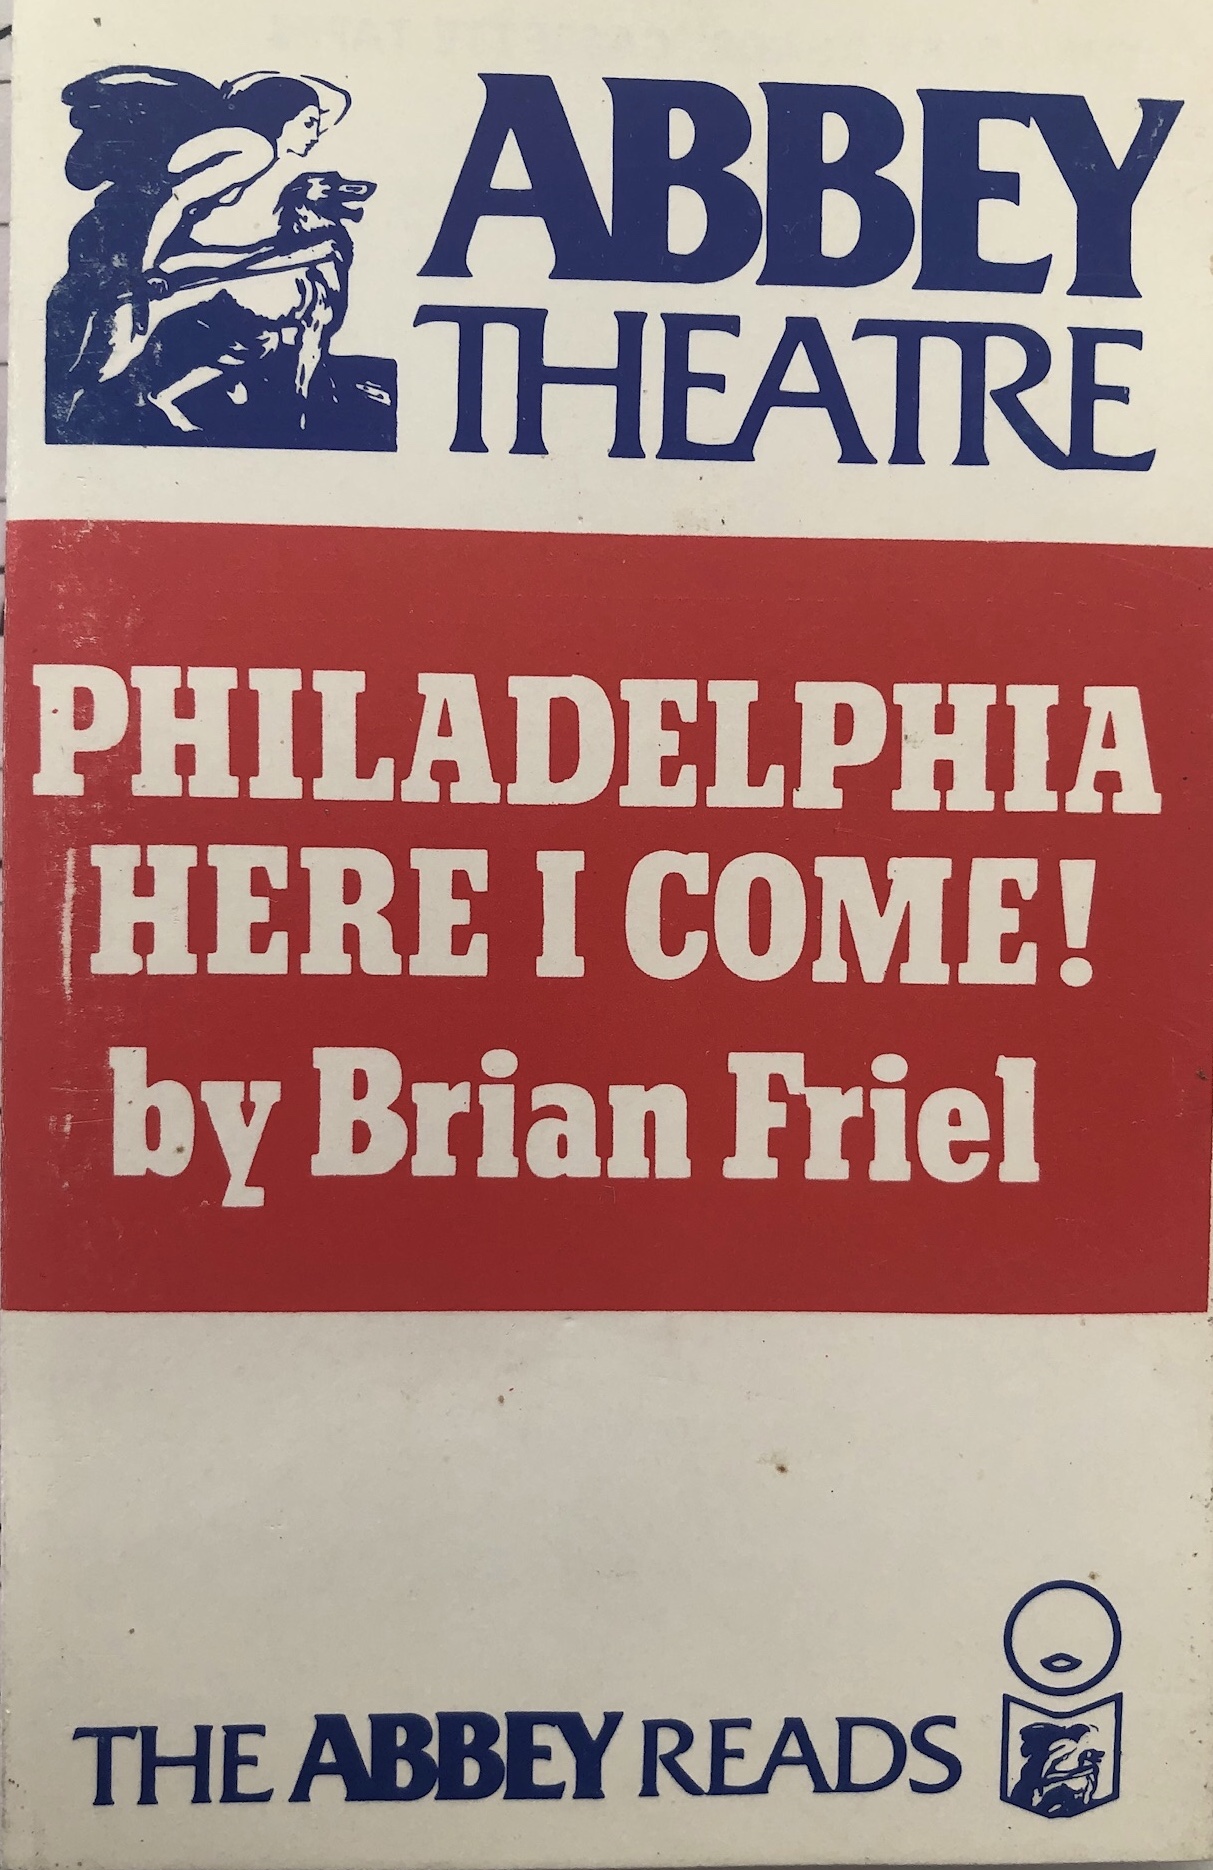 ABBEY
THEATRE
PHILADELPHIA
HERE I COME!
by Brian Friel
THE ABBEY READS